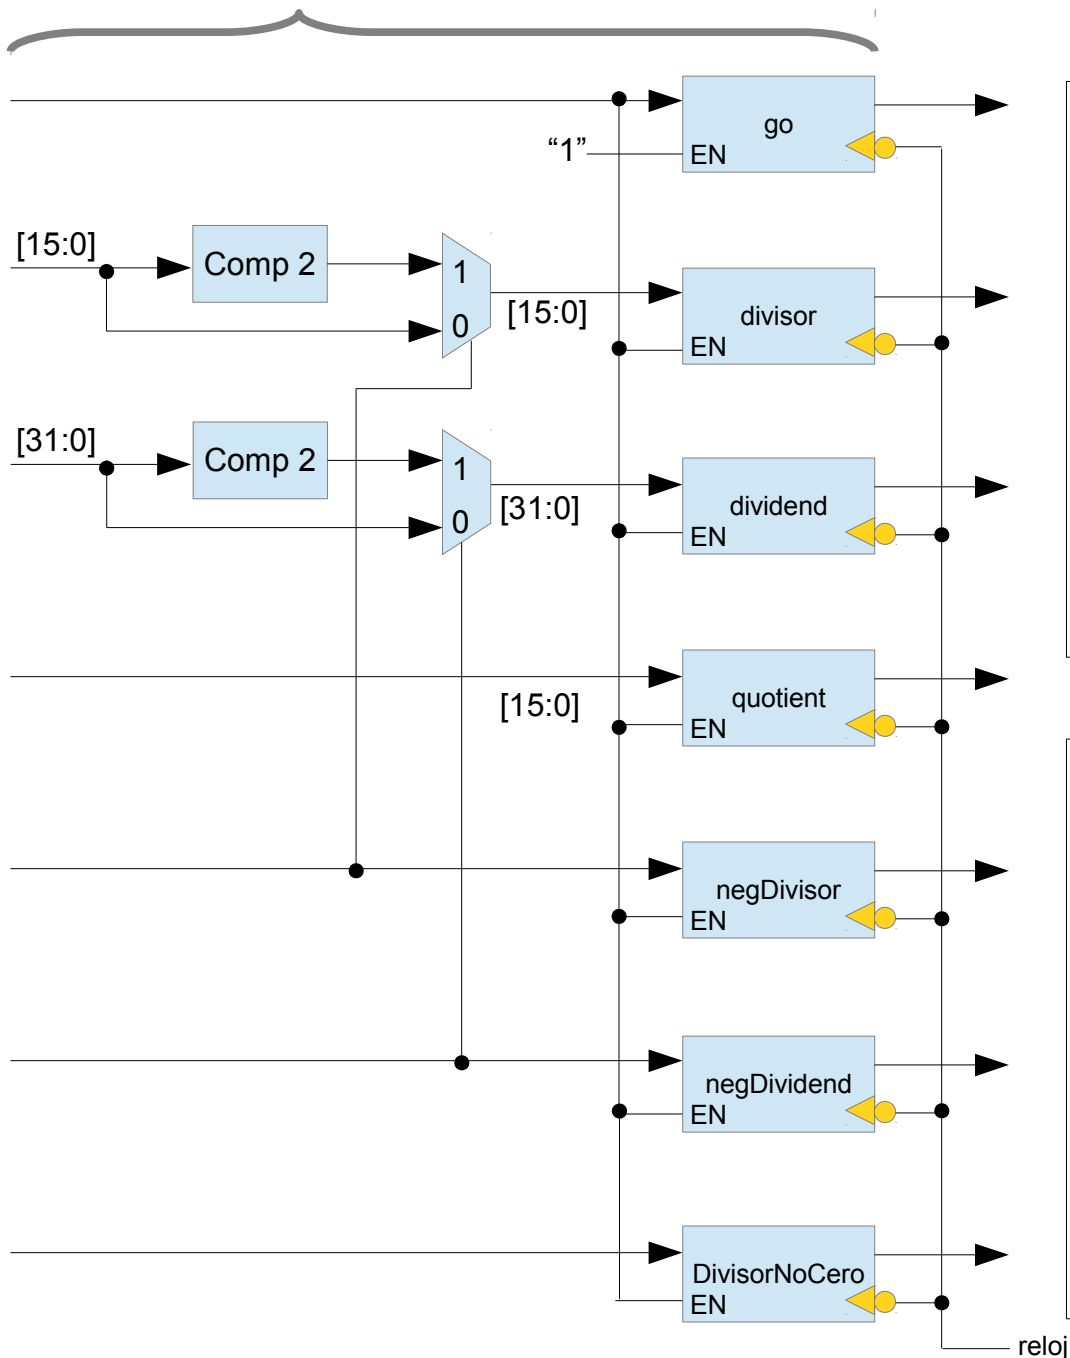 go
“1”
EN
[15:0]
Comp 2
1
0
[15:0]
divisor
EN
[31:0]
Comp 2
1
0
[31:0]
dividend
EN
quotient
[15:0]
EN
negDivisor
EN
negDividend
EN
DivisorNoCero
EN
reloj